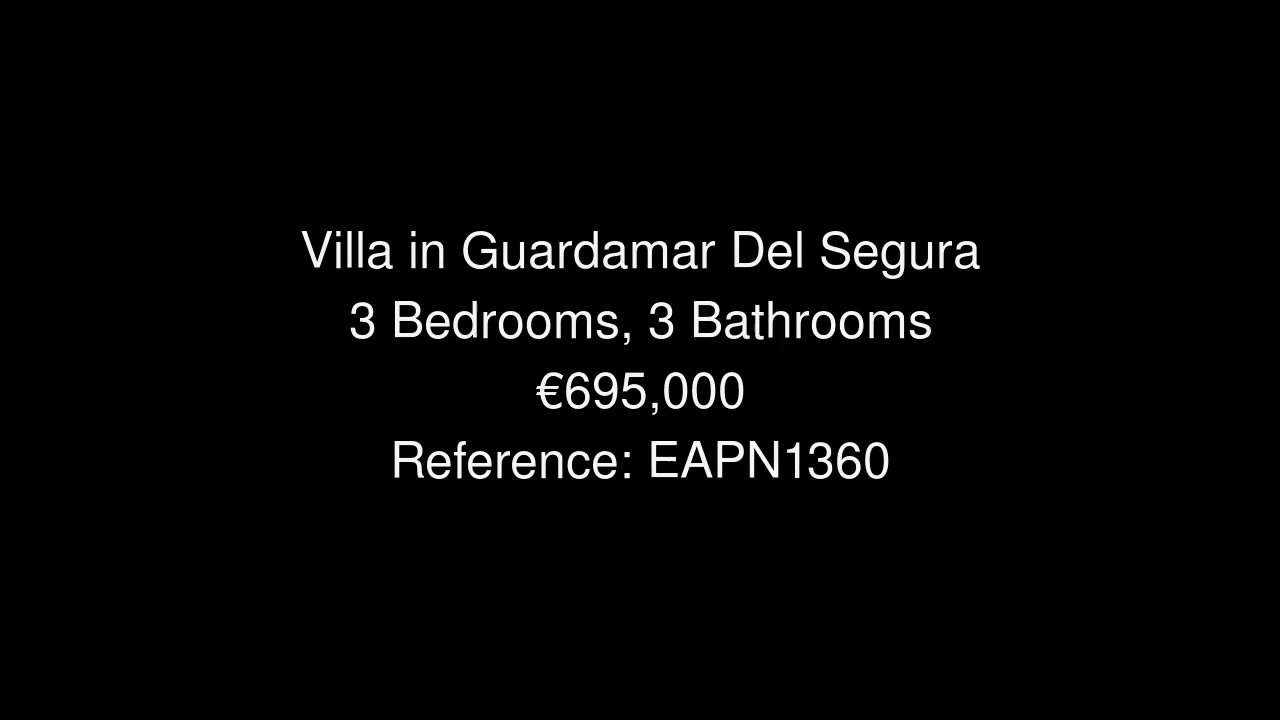 Villa in Guardamar Del Segura
3 Bedrooms, 3 Bathrooms
€695,000
Reference: EAPN1360